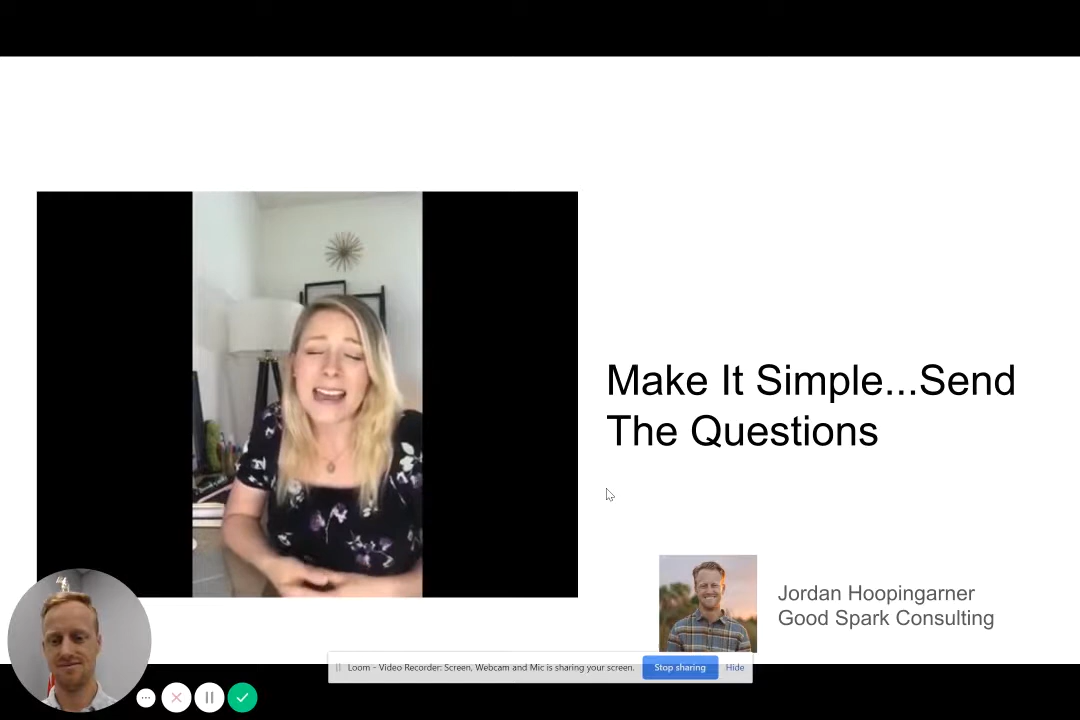 Make It Simple...Send
The Questions
Jordan Hoopingarner
Good Spark Consulting
Loom - Video Recorder: Screen, Webcam and Mic is sharing your screen. Stop sharing Hide